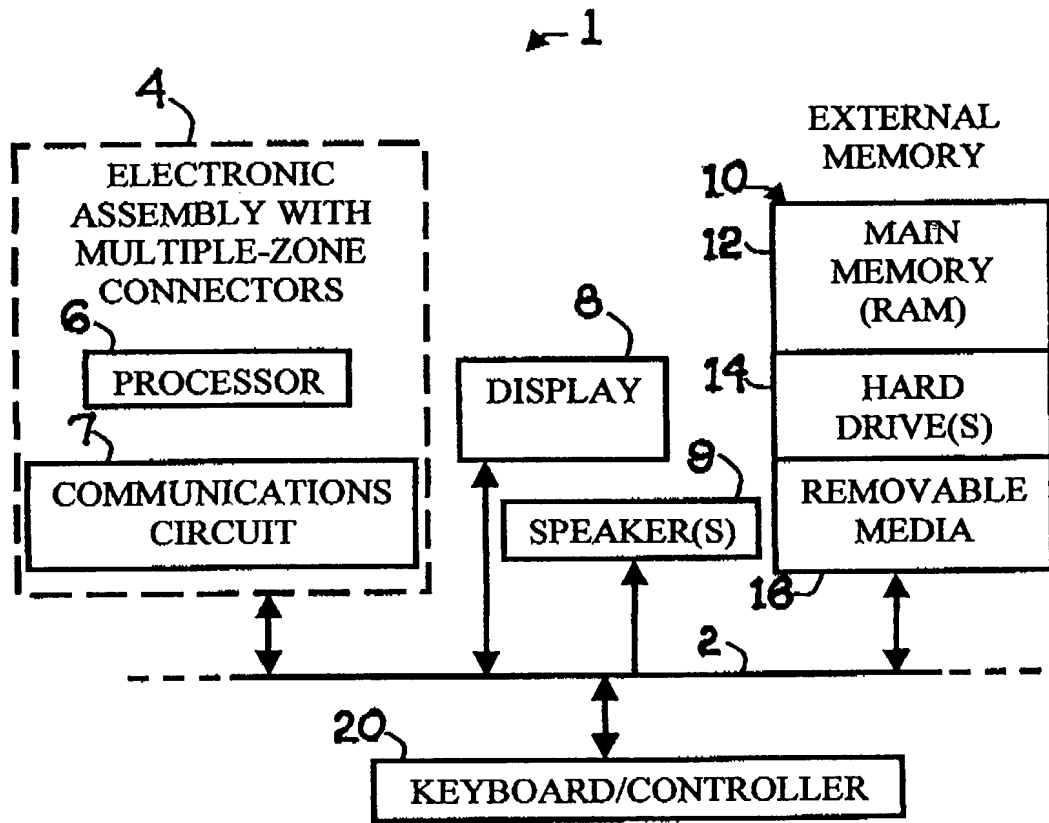 1
4
ELECTRONIC
ASSEMBLY WITH
MULTIPLE-ZONE
CONNECTORS
6
PROCESSOR
7
COMMUNICATIONS
CIRCUIT
8
DISPLAY
9
SPEAKER(S)
EXTERNAL
MEMORY
10
12
MAIN
MEMORY
(RAM)
14
HARD
DRIVE(S)
REMOVABLE
MEDIA
16
2
20
KEYBOARD/CONTROLLER